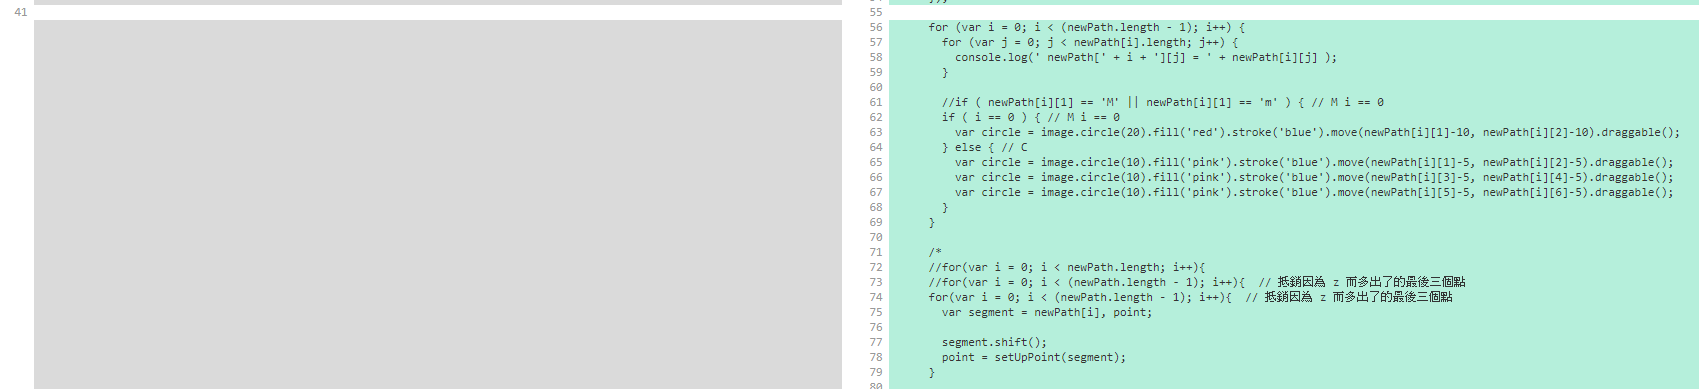 41
55
56 for (var i = 0; i < (newPath.length - 1); i++) {
57 for (var j = 0; j < newPath[i].length; j++) {
58 console.log(' newPath[' + i + '][j] = ' + newPath[i][j] );
59 }
60
61 //if ( newPath[i][1] == 'M' || newPath[i][1] == 'm' ) { // M i == 0
62 if ( i == 0 ) { // M i == 0
63 var circle = image.circle(20).fill('red').stroke('blue').move(newPath[i][1]-10, newPath[i][2]-10).draggable();
64 } else { // C
65 var circle = image.circle(10).fill('pink').stroke('blue').move(newPath[i][1]-5, newPath[i][2]-5).draggable();
66 var circle = image.circle(10).fill('pink').stroke('blue').move(newPath[i][3]-5, newPath[i][4]-5).draggable();
67 var circle = image.circle(10).fill('pink').stroke('blue').move(newPath[i][5]-5, newPath[i][6]-5).draggable();
68 }
69 }
70
71 /*
72 //for(var i = 0; i < newPath.length; i++){
73 //for(var i = 0; i < (newPath.length - 1); i++){ // 抵銷因為 z 而多出了的最後三個點
74 for(var i = 0; i < (newPath.length - 1); i++){ // 抵銷因為 z 而多出了的最後三個點
75 var segment = newPath[i], point;
76
77 segment.shift();
78 point = setUpPoint(segment);
79 }
80